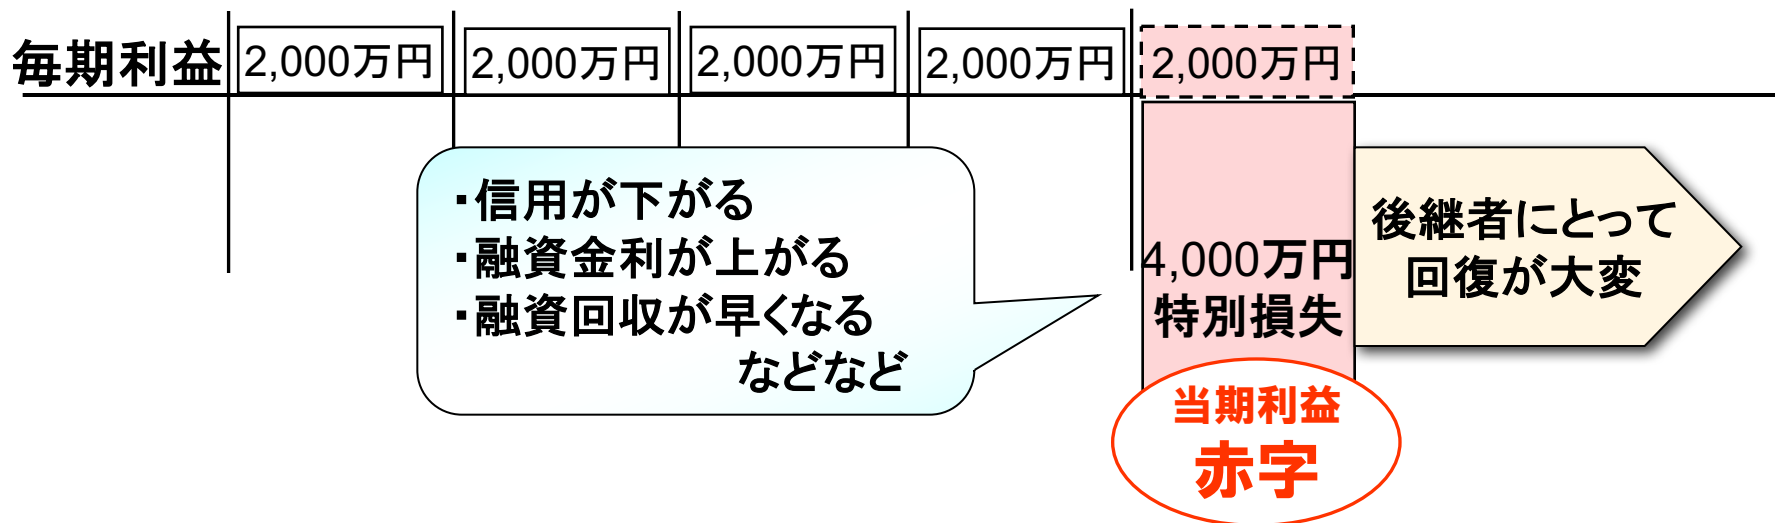 毎期利益
2,000万円
2,000万円
2,000万円
2,000万円
2,000万円
・信用が下がる
・融資金利が上がる
・融資回収が早くなる
などなど
4,000万円
特別損失
後継者にとって
回復が大変
当期利益
赤字